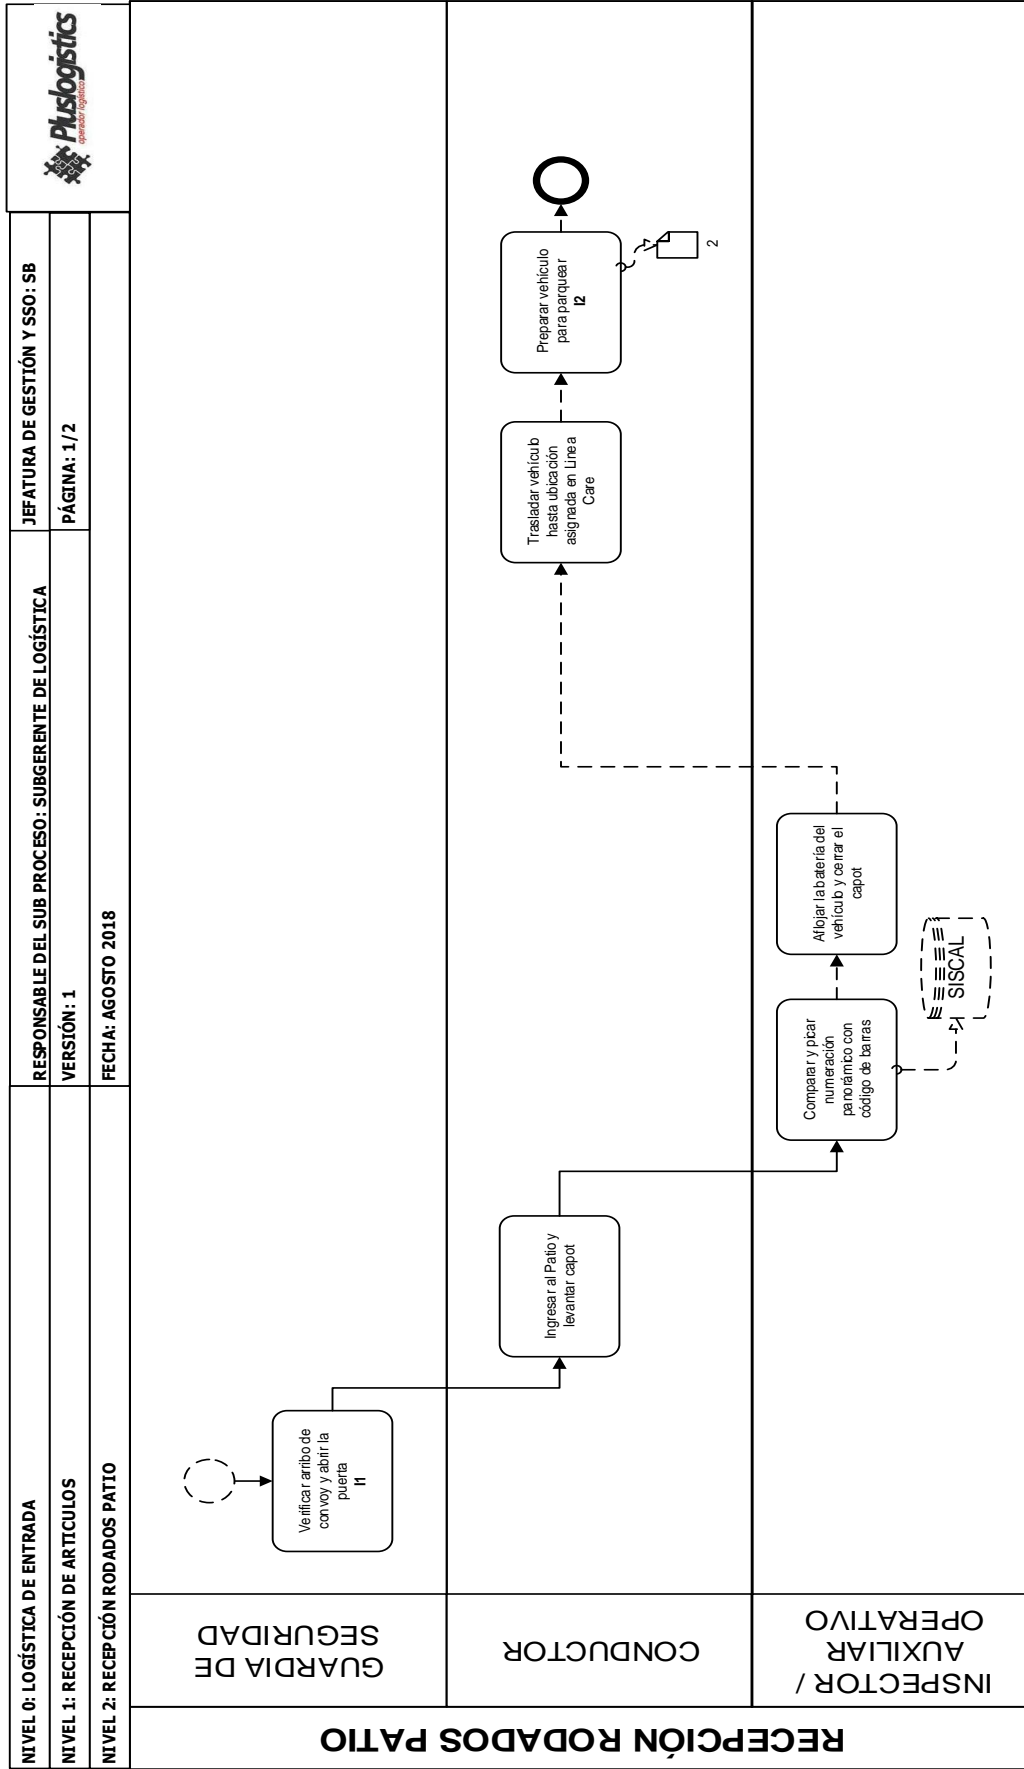 NIVEL 0: LOGÍSTICA DE ENTRADA
RESPONSABLE DEL SUB PROCESO: SUBGERENTE DE LOGÍSTICA
JEFATURA DE GESTIÓN Y SSO: SB
NIVEL 1: RECEPCIÓN DE ARTICULOS
VERSIÓN: 1
PÁGINA: 1/2
NIVEL 2: RECEPCIÓN RODADOS PATIO
FECHA: AGOSTO 2018
Pluslogistics
operador logístico
RECEPCIÓN RODADOS PATIO
GUARDIA DE
SEGURIDAD
Verificar arribo de
convoy y abrir la
puerta
I1
CONDUCTOR
Ingresar al Patio y
levantar capot
Trasladar vehículo
hasta ubicación
asignada en Linea
Care
Preparar vehículo
para parquear
I2
2
INSPECTOR /
AUXILIAR
OPERATIVO
Comparar y picar
numeración
panorámico con
código de barras
Aflojar la batería del
vehículo y cerrar el
capot
SISCAL